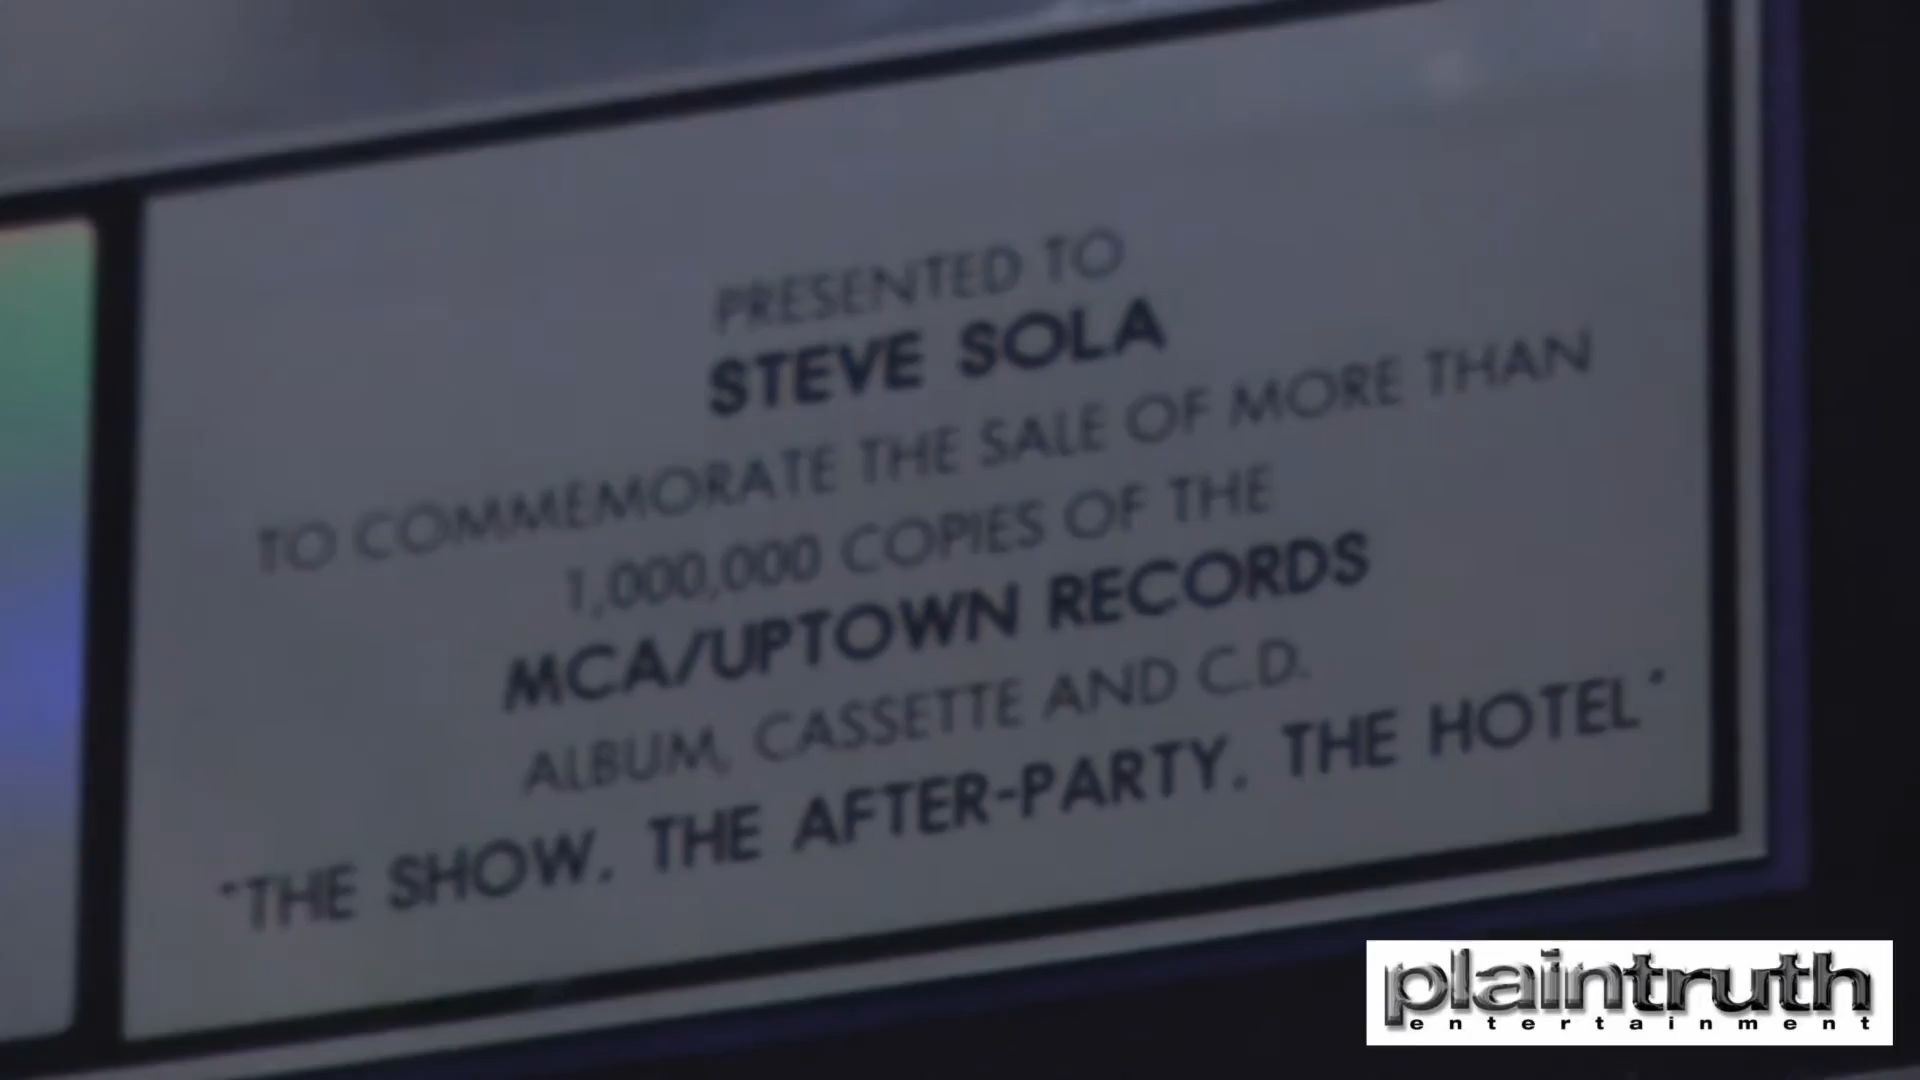 PRESENTED TO
STEVE SOLA
TO COMMEMORATE THE SALE OF MORE THAN
1,000,000 COPIES OF THE
MCA/UPTOWN RECORDS
ALBUM, CASSETTE AND C.D.
"THE SHOW, THE AFTER-PARTY, THE HOTEL"
plaintruth
entertainment